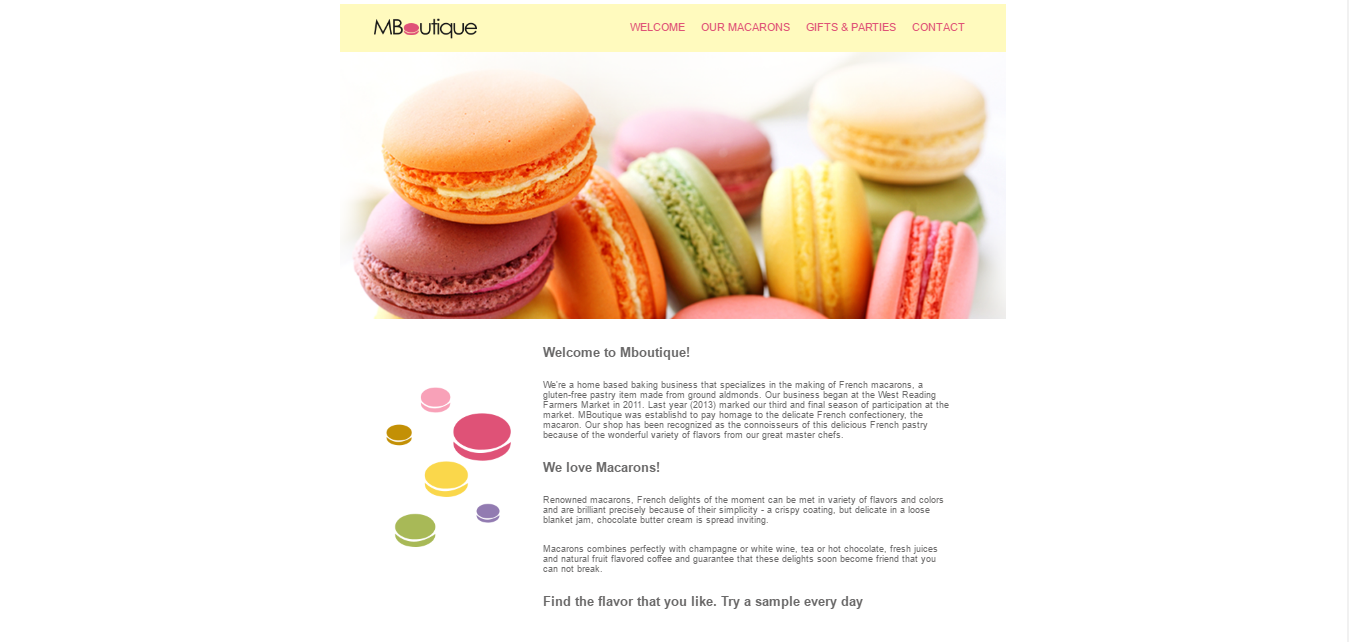 MBoutique
WELCOME OUR MACARONS GIFTS & PARTIES CONTACT
Welcome to Mboutique!
We're a home based baking business that specializes in the making of French macarons, a
gluten-free pastry item made from ground aldmonds. Our business began at the West Reading
Farmers Market in 2011. Last year (2013) marked our third and final season of participation at the
market. MBoutique was establishd to pay homage to the delicate French confectionery, the
macaron. Our shop has been recognized as the connoisseurs of this delicious French pastry
because of the wonderful variety of flavors from our great master chefs.
We love Macarons!
Renowned macarons, French delights of the moment can be met in variety of flavors and colors
and are brilliant precisely because of their simplicity - a crispy coating, but delicate in a loose
blanket jam, chocolate butter cream is spread inviting.
Macarons combines perfectly with champagne or white wine, tea or hot chocolate, fresh juices
and natural fruit flavored coffee and guarantee that these delights soon become friend that you
can not break.
Find the flavor that you like. Try a sample every day